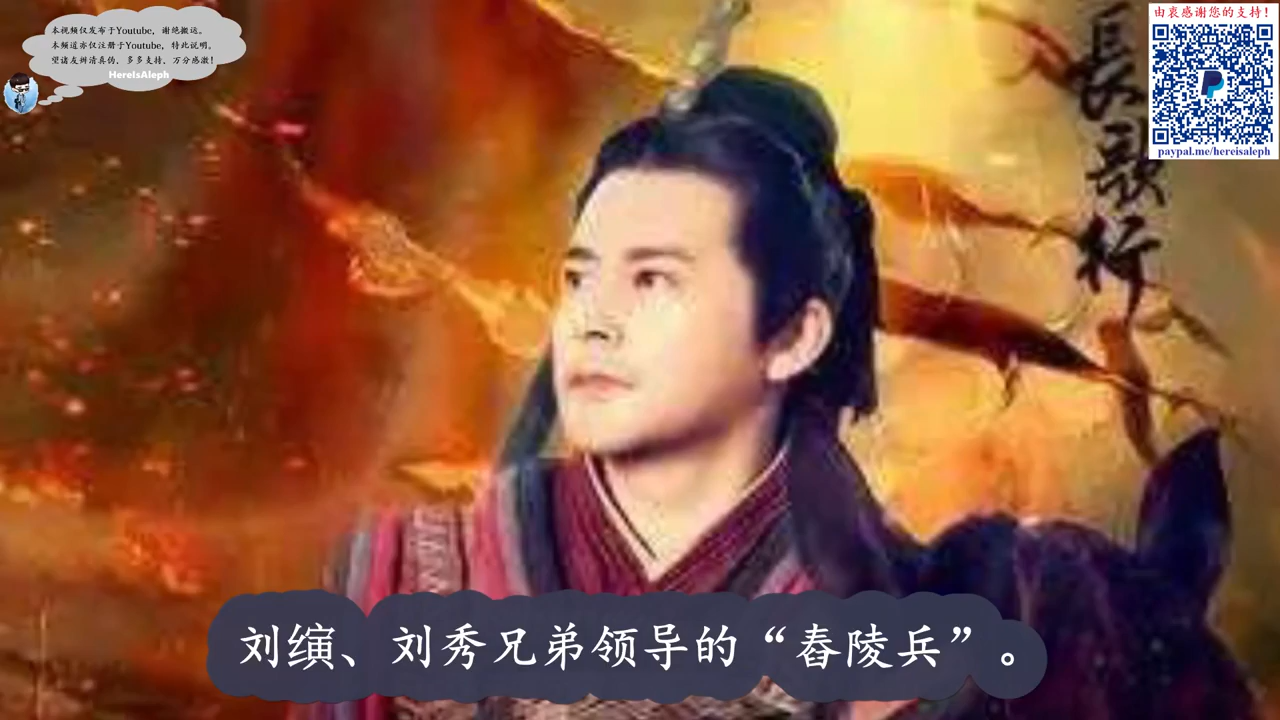 本视频仅发布于Youtube，谢绝搬运。
本频道亦仅注册于Youtube，特此说明。
望诸友辨清真伪，多多支持，万分感激！
HereIsAleph
由衷感谢您的支持！
paypal.me/hereisaleph
長歌行
刘縯、刘秀兄弟领导的“舂陵兵”。